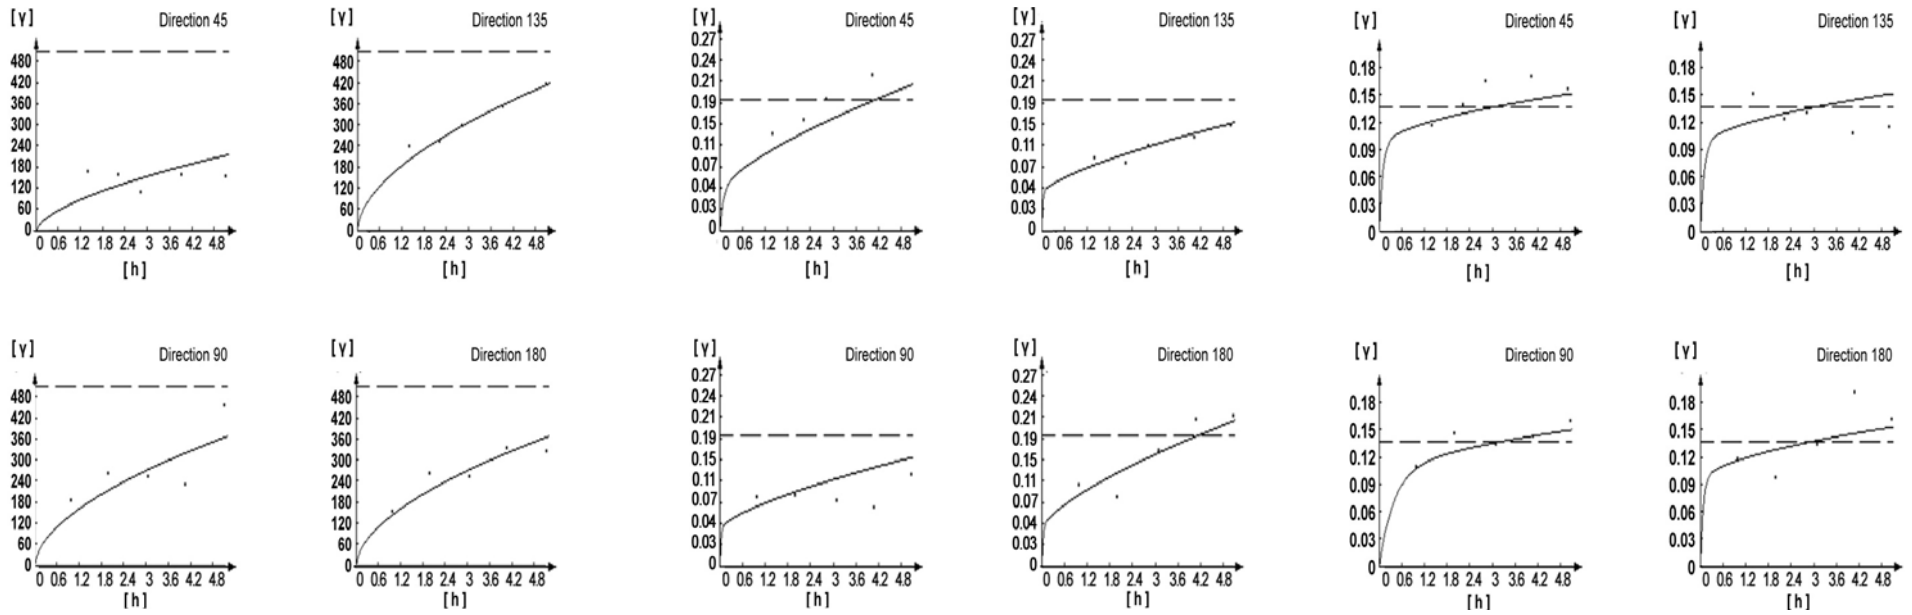 [γ] Direction 45
480
420
360
300
240
180
120
60
0
0 0.6 1.2 1.8 2.4 3 3.6 4.2 4.8
[h]
[γ] Direction 135
480
420
360
300
240
180
120
60
0
0 0.6 1.2 1.8 2.4 3 3.6 4.2 4.8
[h]
[γ] Direction 45
0.27
0.24
0.21
0.19
0.15
0.11
0.07
0.04
0.03
0
0 0.6 1.2 1.8 2.4 3 3.6 4.2 4.8
[h]
[γ] Direction 135
0.27
0.24
0.21
0.19
0.15
0.11
0.07
0.04
0.03
0
0 0.6 1.2 1.8 2.4 3 3.6 4.2 4.8
[h]
[γ] Direction 45
0.18
0.15
0.12
0.09
0.06
0.03
0
0 0.6 1.2 1.8 2.4 3 3.6 4.2 4.8
[h]
[γ] Direction 135
0.18
0.15
0.12
0.09
0.06
0.03
0
0 0.6 1.2 1.8 2.4 3 3.6 4.2 4.8
[h]
[γ] Direction 90
480
420
360
300
240
180
120
60
0
0 0.6 1.2 1.8 2.4 3 3.6 4.2 4.8
[h]
[γ] Direction 180
480
420
360
300
240
180
120
60
0
0 0.6 1.2 1.8 2.4 3 3.6 4.2 4.8
[h]
[γ] Direction 90
0.27
0.24
0.21
0.19
0.15
0.11
0.07
0.04
0.03
0
0 0.6 1.2 1.8 2.4 3 3.6 4.2 4.8
[h]
[γ] Direction 180
0.27
0.24
0.21
0.19
0.15
0.11
0.07
0.04
0.03
0
0 0.6 1.2 1.8 2.4 3 3.6 4.2 4.8
[h]
[γ] Direction 90
0.18
0.15
0.12
0.09
0.06
0.03
0
0 0.6 1.2 1.8 2.4 3 3.6 4.2 4.8
[h]
[γ] Direction 180
0.18
0.15
0.12
0.09
0.06
0.03
0
0 0.6 1.2 1.8 2.4 3 3.6 4.2 4.8
[h]